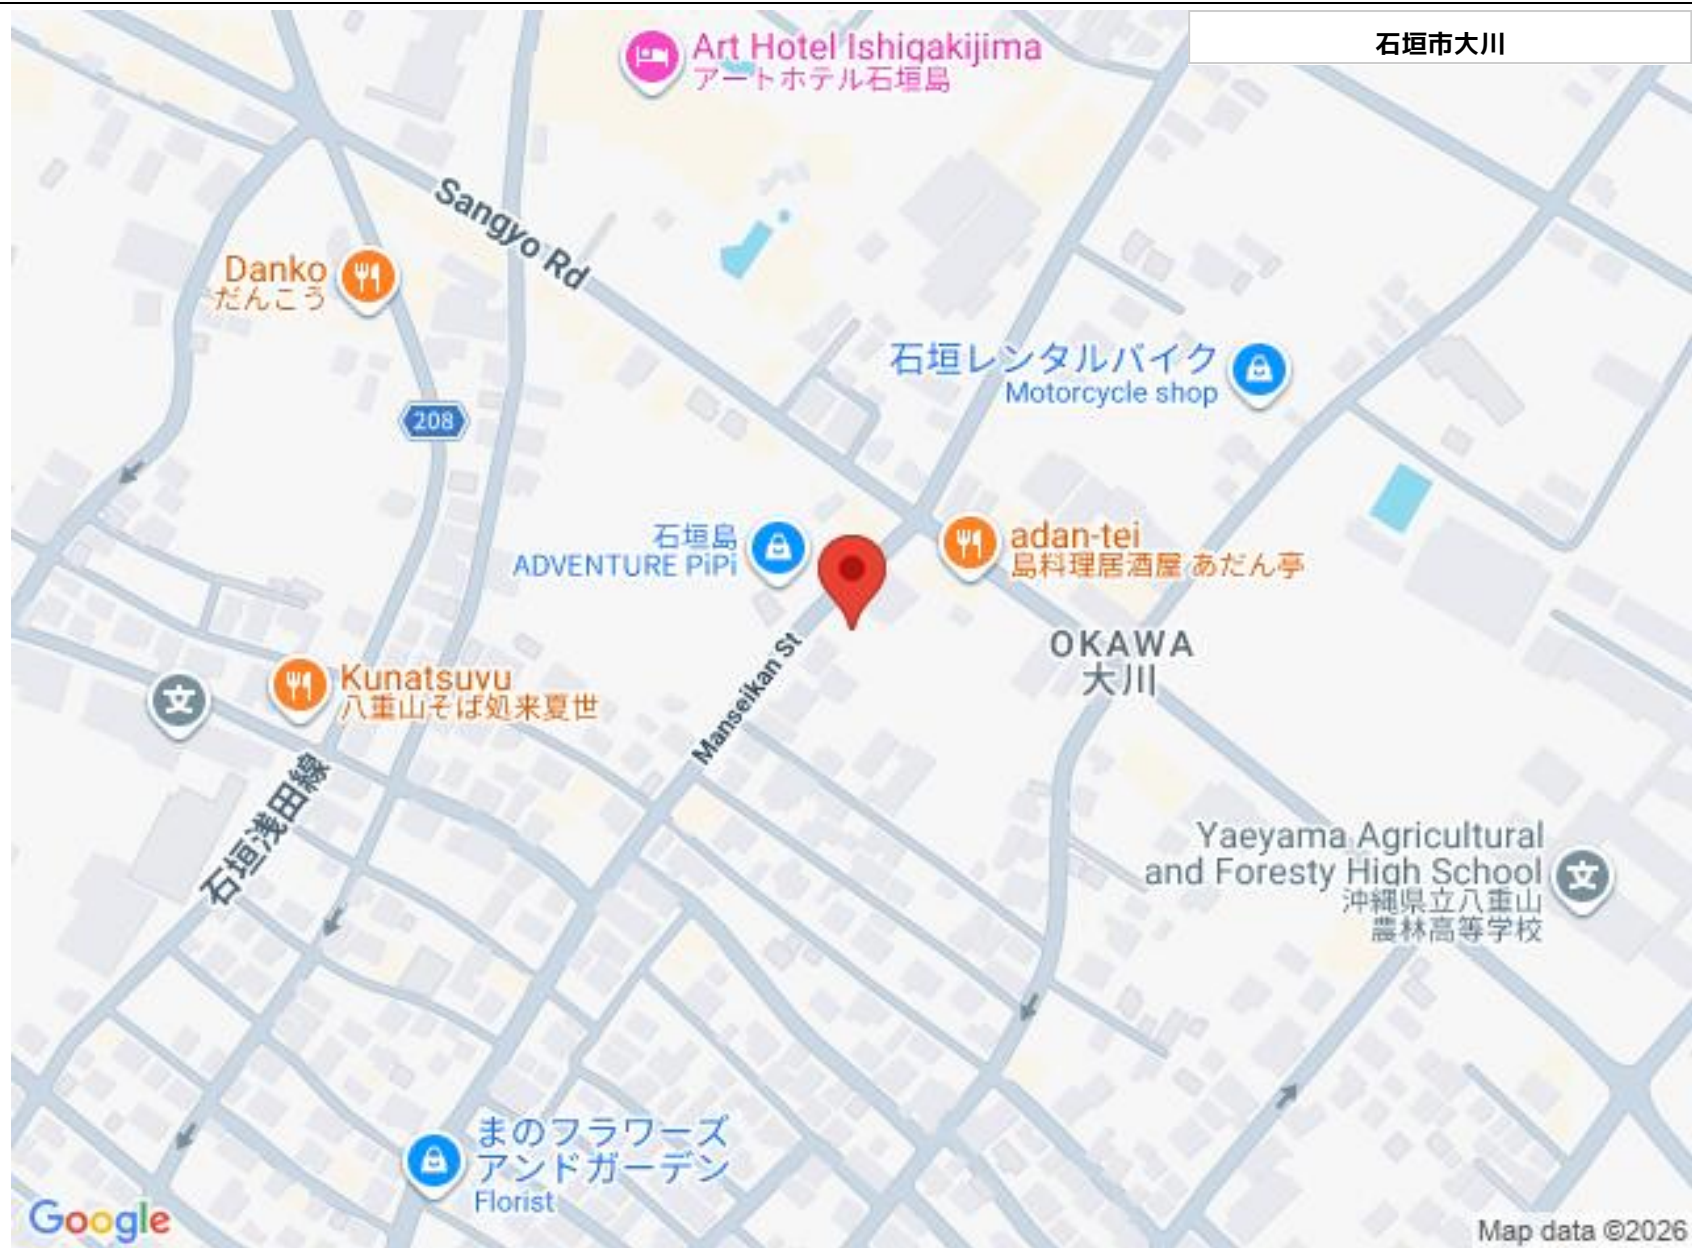 石垣市大川
Art Hotel Ishigakijima
アートホテル石垣島
Sangyo Rd
Danko
だんこう
208
石垣レンタルバイク
Motorcycle shop
石垣島
ADVENTURE PiPi
adan-tei
島料理居酒屋 あだん亭
OKAWA
大川
Manseikan St
Kunatsuvu
八重山そば処来夏世
文
石垣浅田線
Yaeyama Agricultural
and Foresty High School
沖縄県立八重山
農林高等学校
文
まのフラワーズ
アンドガーデン
Florist
Google
Map data ©2026